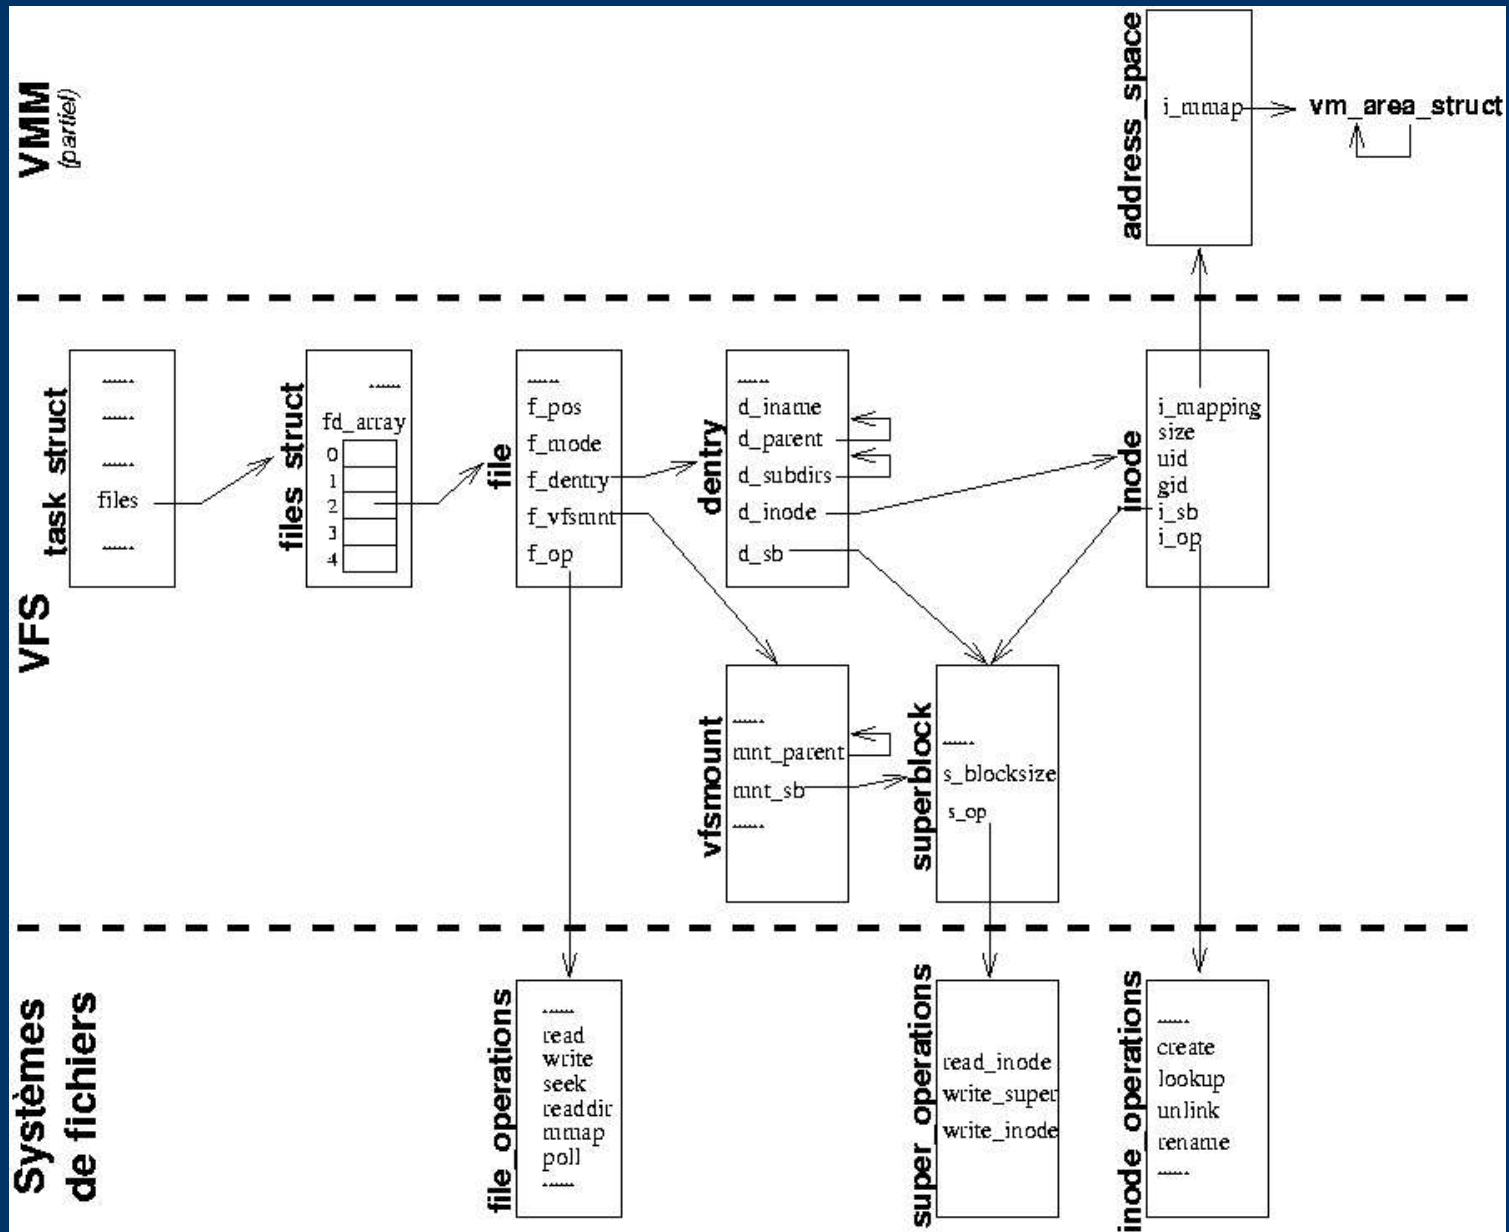 VMM
(partiel)
address_space
i_mmap
vm_area_struct
VFS
task_struct
......
......
......
files
......
files_struct
......
fd_array
0
1
2
3
4
file
......
f_pos
f_mode
f_dentry
f_vfsmnt
f_op
dentry
......
d_iname
d_parent
d_subdirs
d_inode
d_sb
inode
i_mapping
size
uid
gid
i_sb
i_op
vfsmount
......
mnt_parent
mnt_sb
......
superblock
......
s_blocksize
s_op
Systèmes
de fichiers
file_operations
......
read
write
seek
readdir
mmap
poll
......
super_operations
read_inode
write_super
write_inode
inode_operations
......
create
lookup
unlink
rename
......